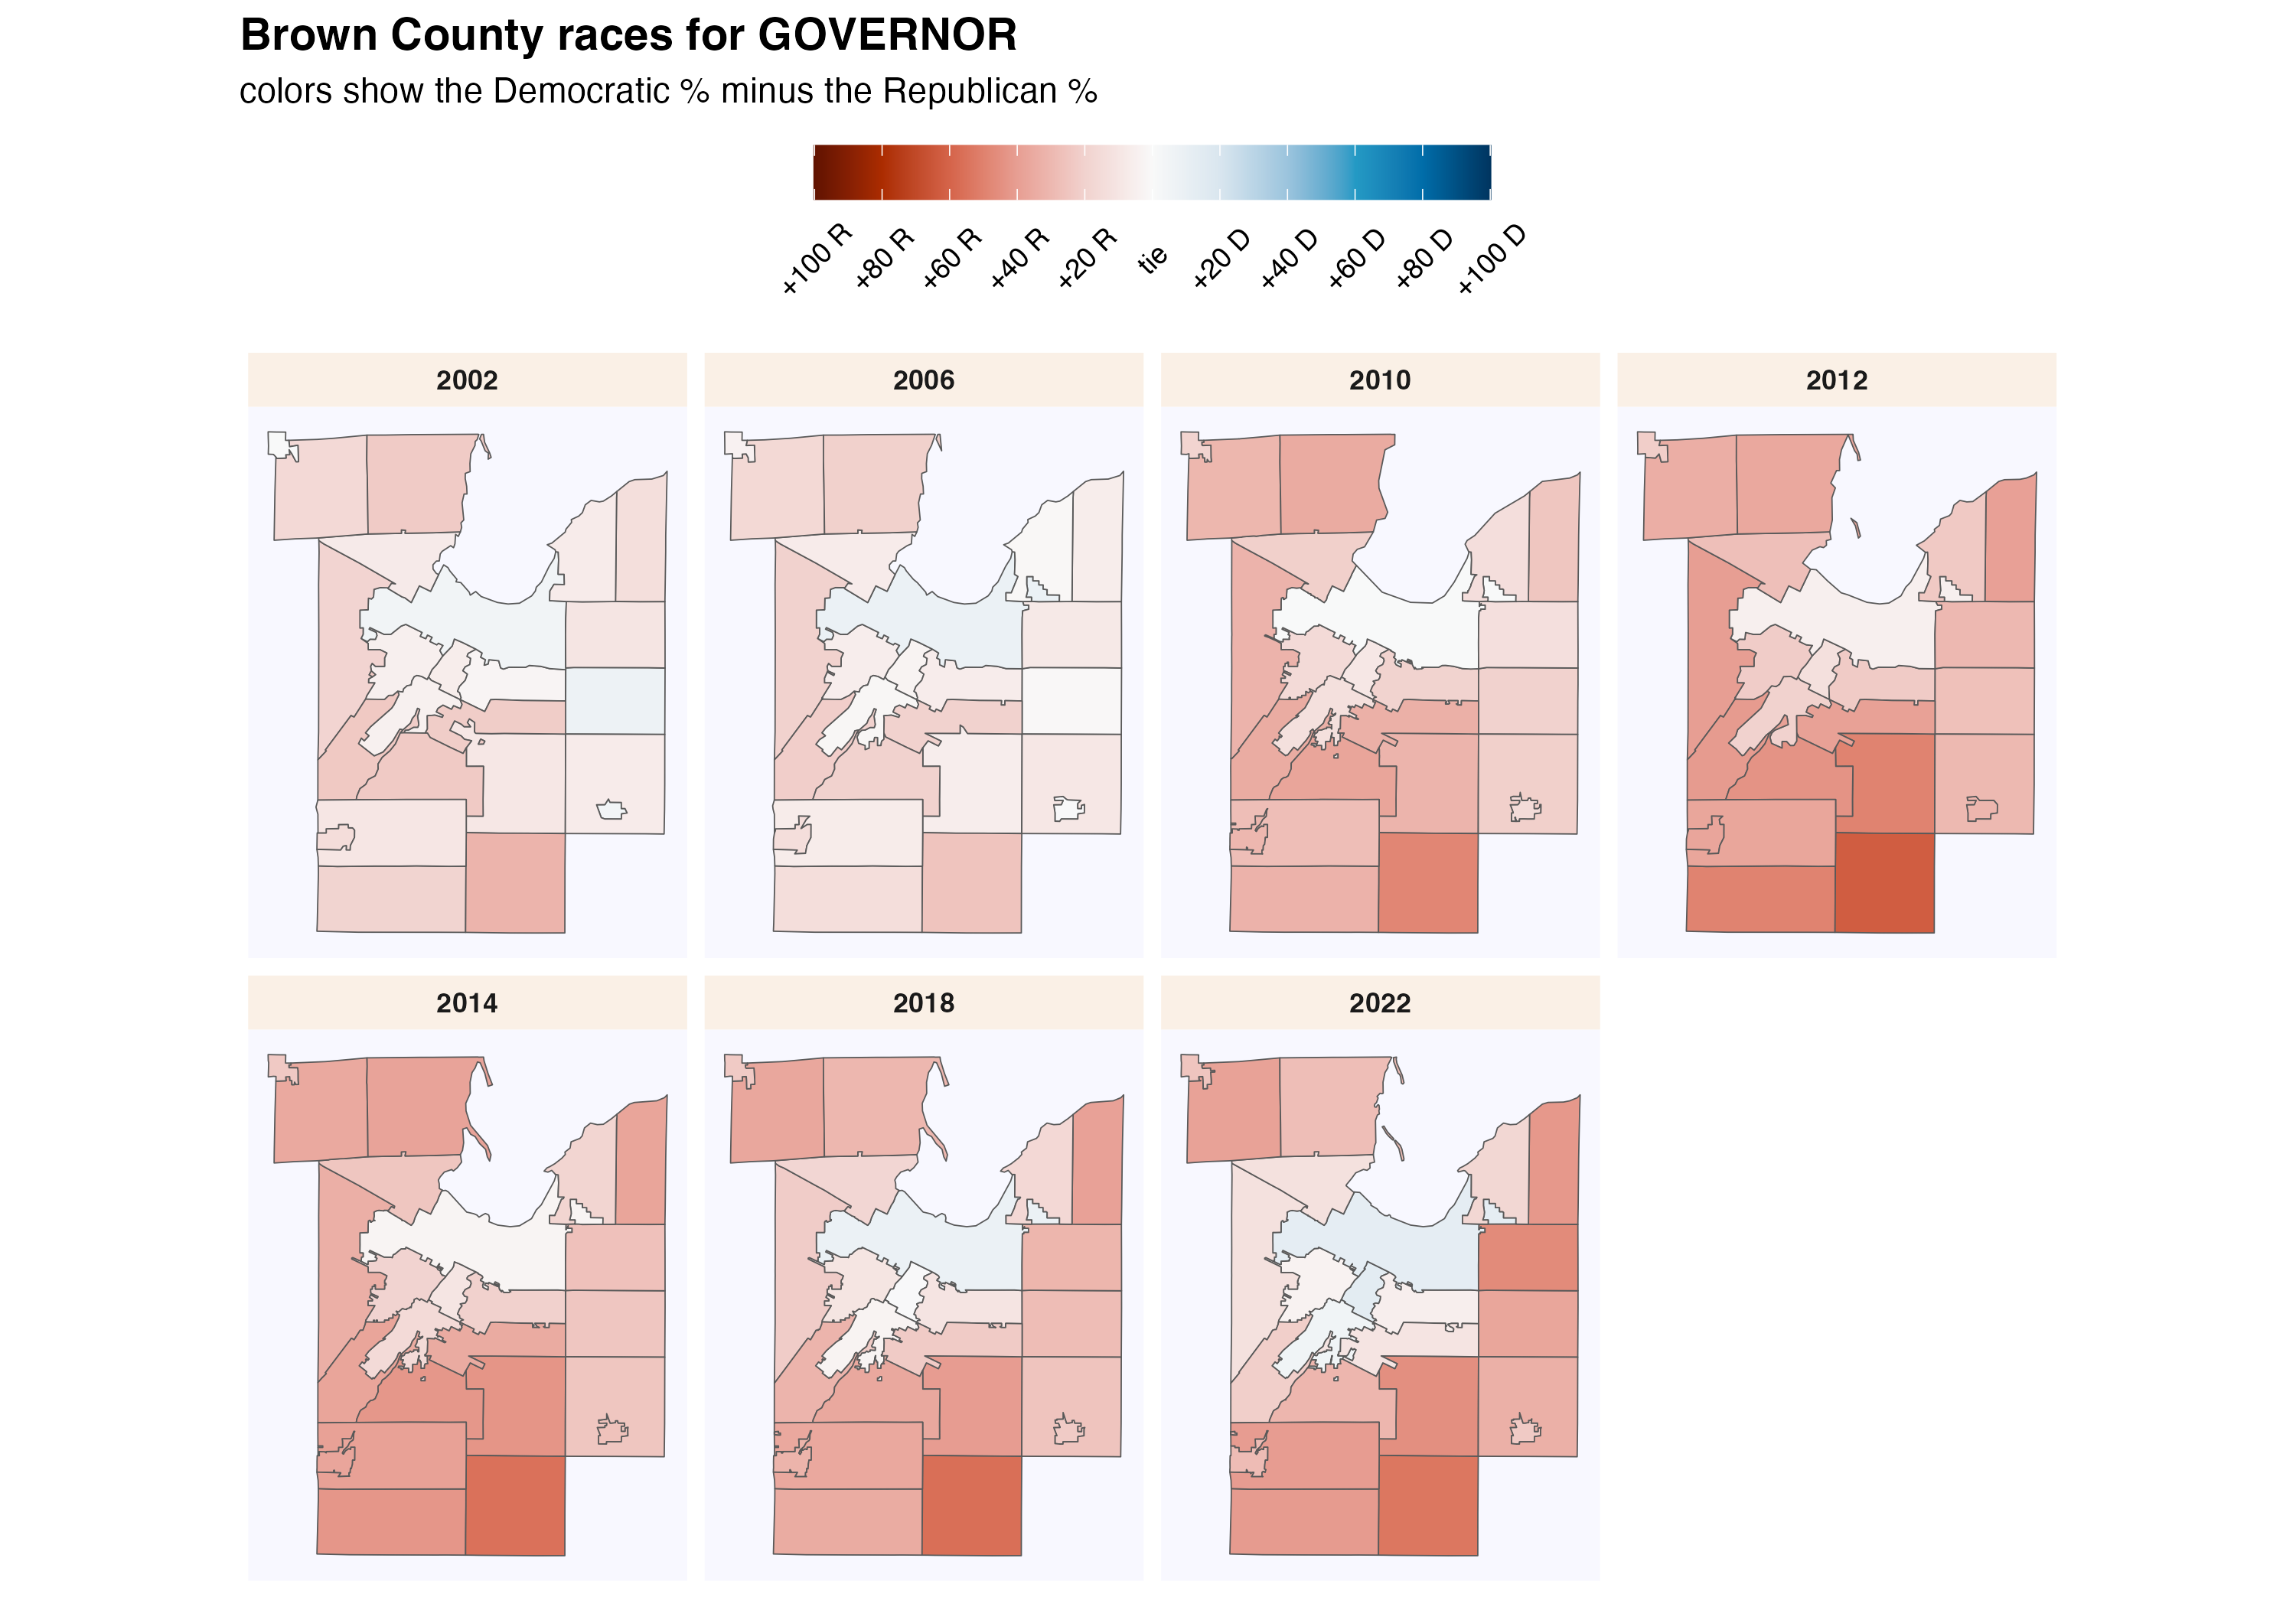 Brown County races for GOVERNOR
colors show the Democratic % minus the Republican %
+100 R +80 R +60 R +40 R +20 R tie +20 D +40 D +60 D +80 D +100 D
2002 2006 2010 2012
2014 2018 2022